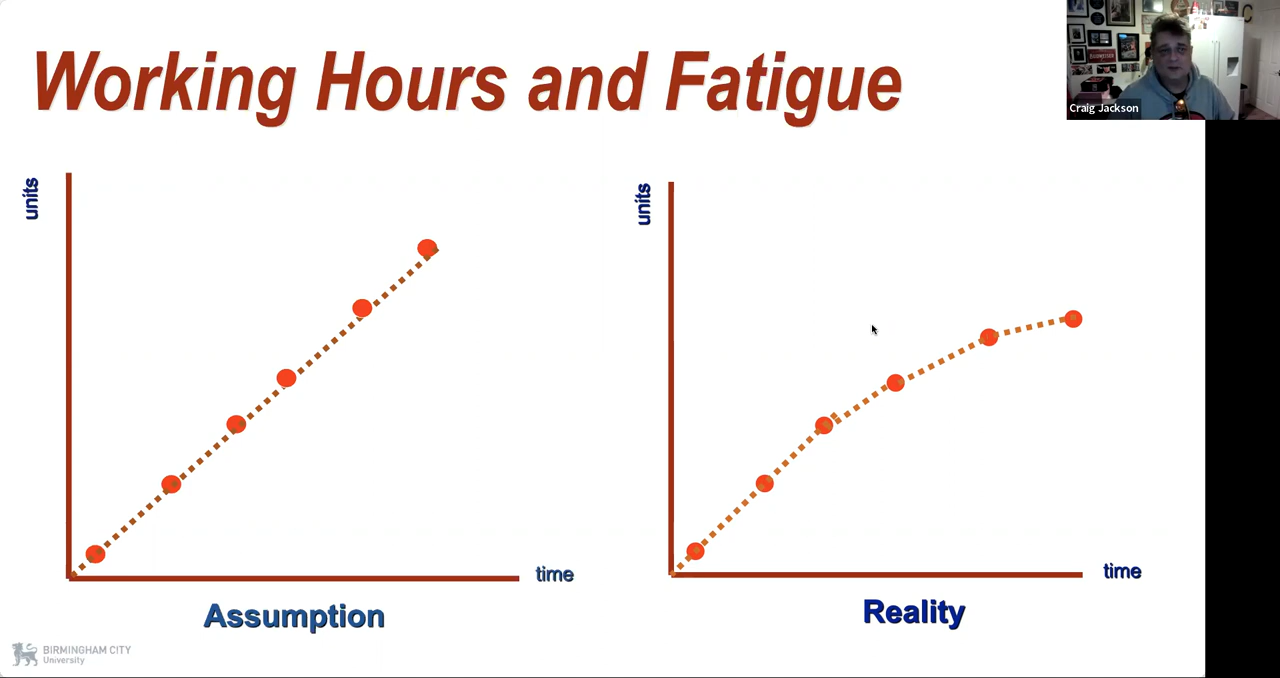 Working Hours and Fatigue
Craig Jackson
units
units
time
time
Assumption
Reality
BIRMINGHAM CITY
University